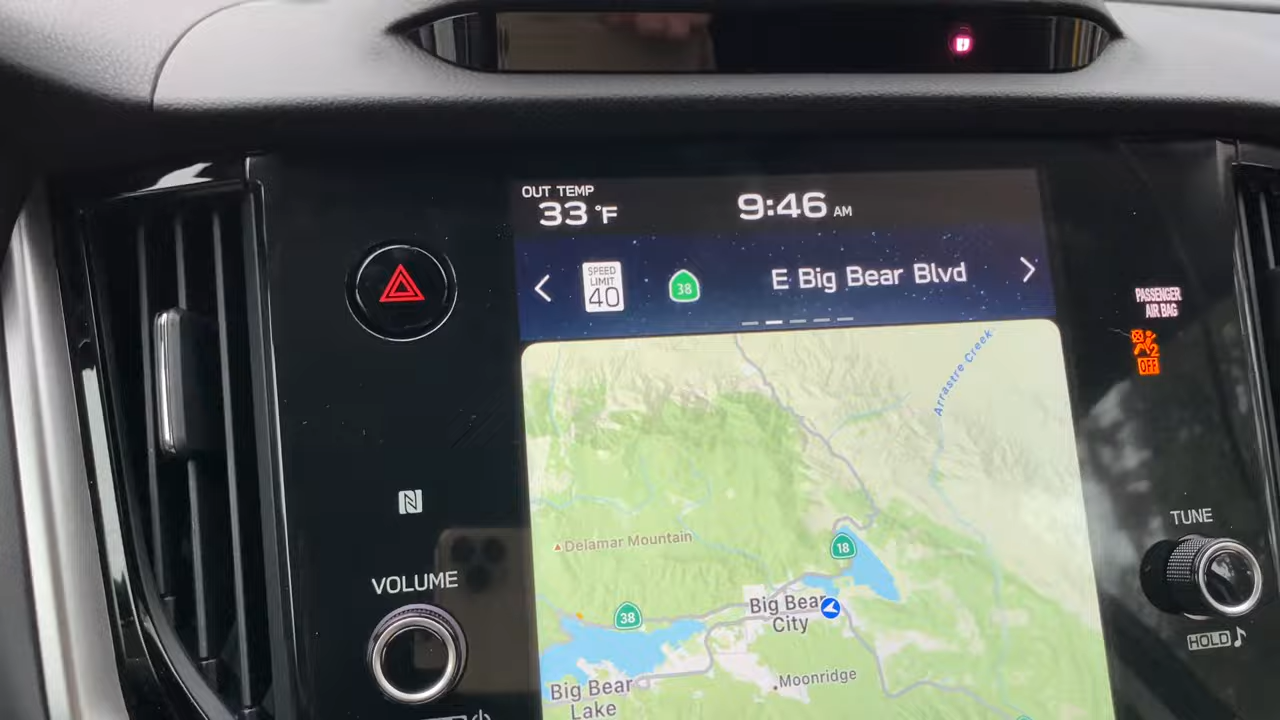 OUT TEMP
33 °F
9:46 AM
SPEED
LIMIT
40
38
E Big Bear Blvd
PASSENGER
AIR BAG
2
OFF
Arrastre Creek
Delamar Mountain
18
38
Big Bear
City
Moonridge
Big Bear
Lake
VOLUME
TUNE
HOLD